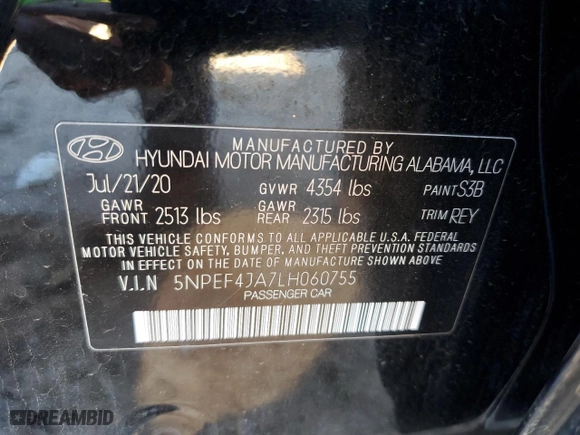 MANUFACTURED BY
HYUNDAI MOTOR MANUFACTURING ALABAMA, LLC
Jul/21/20 GVWR 4354 lbs PAINT S3B
GAWR FRONT 2513 lbs GAWR REAR 2315 lbs TRIM REY
THIS VEHICLE CONFORMS TO ALL APPLICABLE U.S.A. FEDERAL
MOTOR VEHICLE SAFETY, BUMPER, AND THEFT PREVENTION STANDARDS
IN EFFECT ON THE DATE OF MANUFACTURE SHOWN ABOVE.
V.I.N 5NPEF4JA7LH060755
PASSENGER CAR
DREAMBID